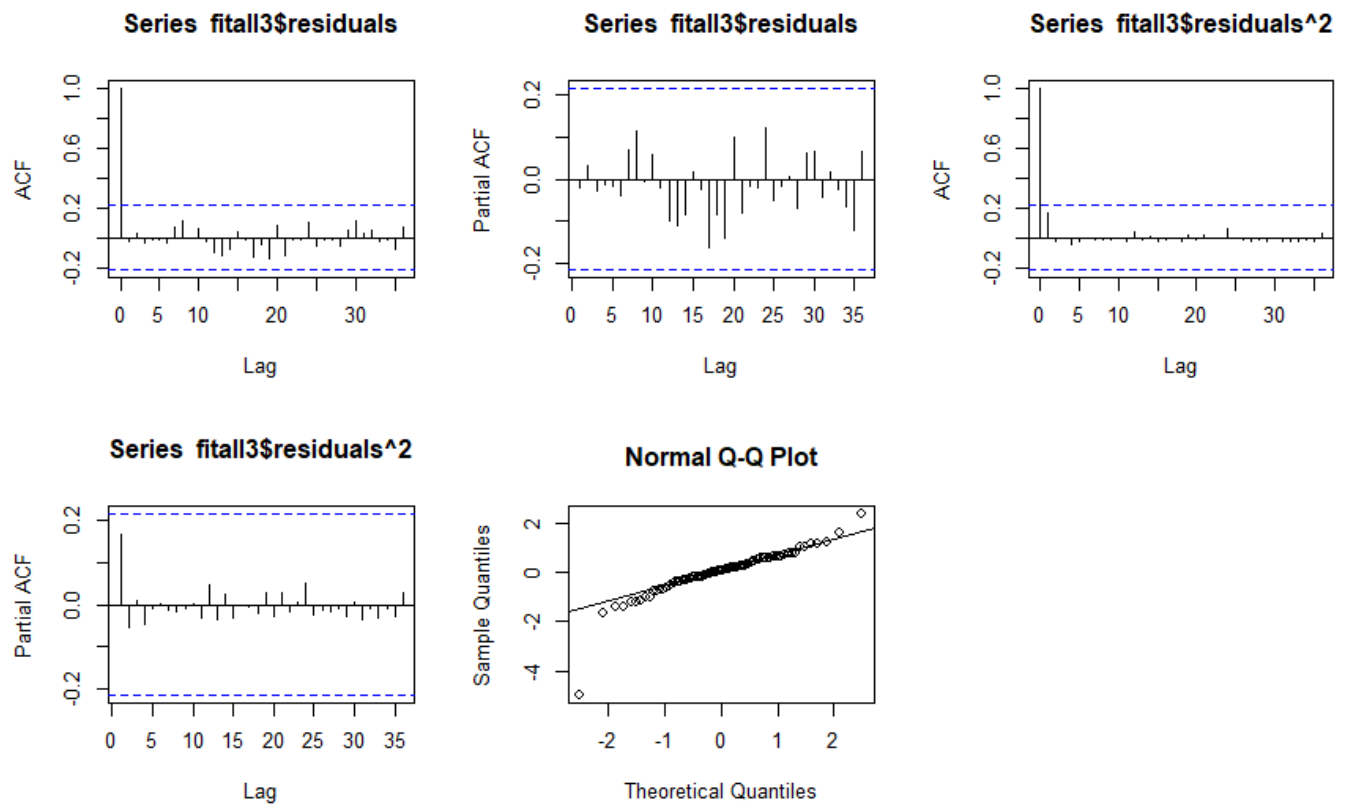 Series  fitall3$residuals
ACF
1.0
0.6
0.2
-0.2
0 5 10 20 30
Lag
Series  fitall3$residuals
Partial ACF
0.2
0.0
-0.2
0 5 10 15 20 25 30 35
Lag
Series  fitall3$residuals^2
ACF
1.0
0.6
0.2
-0.2
0 5 10 20 30
Lag
Series  fitall3$residuals^2
Partial ACF
0.2
0.0
-0.2
0 5 10 15 20 25 30 35
Lag
Normal Q-Q Plot
Sample Quantiles
2
0
-2
-4
-2 -1 0 1 2
Theoretical Quantiles